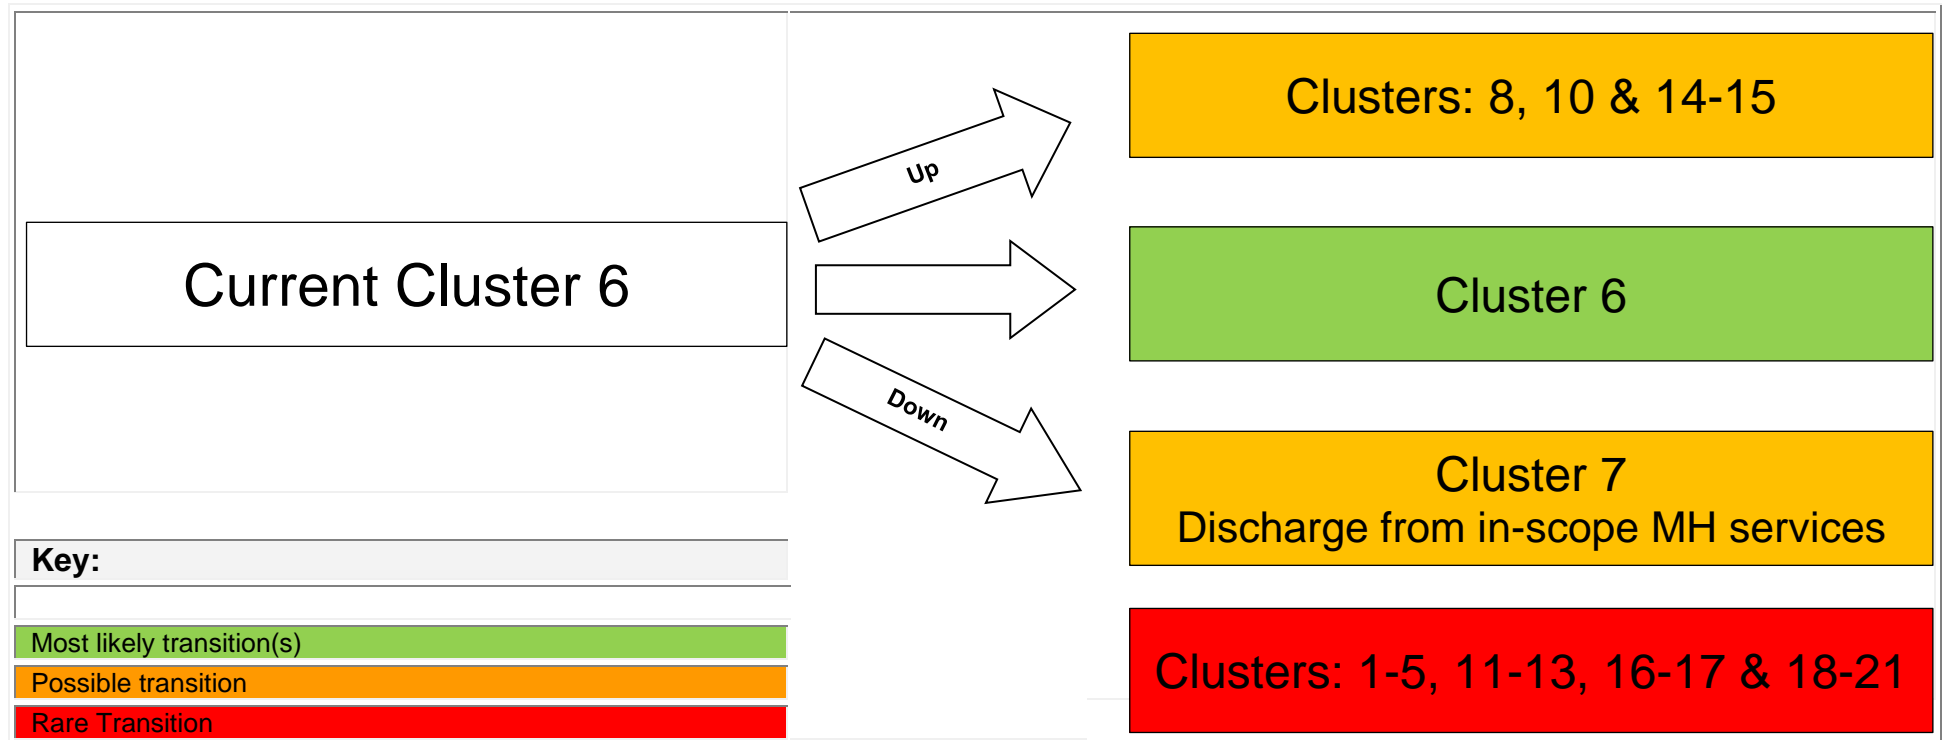 Current Cluster 6
Up
Down
Clusters: 8, 10 & 14-15
Cluster 6
Cluster 7
Discharge from in-scope MH services
Clusters: 1-5, 11-13, 16-17 & 18-21
Key:
Most likely transition(s)
Possible transition
Rare Transition